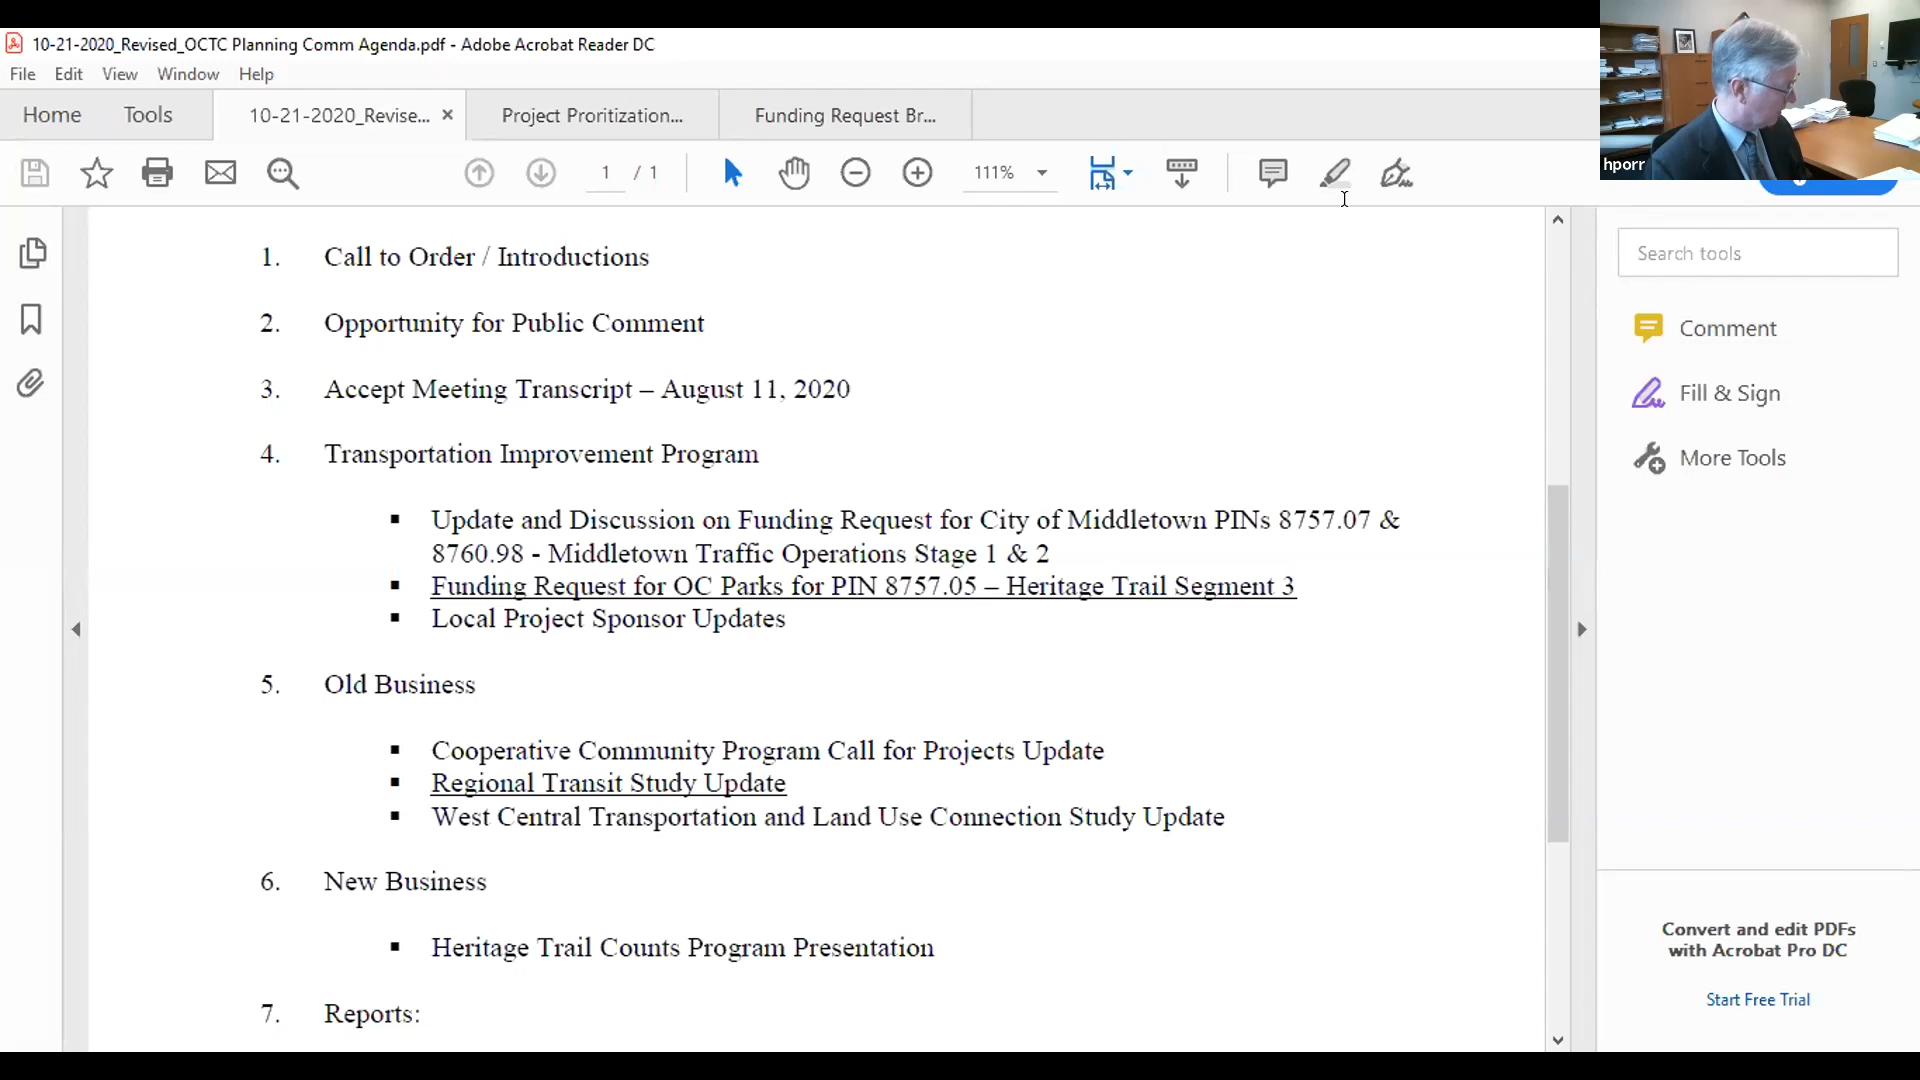 10-21-2020_Revised_OCTC Planning Comm Agenda.pdf - Adobe Acrobat Reader DC
File Edit View Window Help
Home Tools 10-21-2020_Revise... × Project Proritization... Funding Request Br...
1 / 1 111%
hporr
1. Call to Order / Introductions
2. Opportunity for Public Comment
3. Accept Meeting Transcript – August 11, 2020
4. Transportation Improvement Program
▪ Update and Discussion on Funding Request for City of Middletown PINs 8757.07 &
8760.98 - Middletown Traffic Operations Stage 1 & 2
▪ Funding Request for OC Parks for PIN 8757.05 – Heritage Trail Segment 3
▪ Local Project Sponsor Updates
5. Old Business
▪ Cooperative Community Program Call for Projects Update
▪ Regional Transit Study Update
▪ West Central Transportation and Land Use Connection Study Update
6. New Business
▪ Heritage Trail Counts Program Presentation
7. Reports:
Search tools
Comment
Fill & Sign
More Tools
Convert and edit PDFs
with Acrobat Pro DC
Start Free Trial